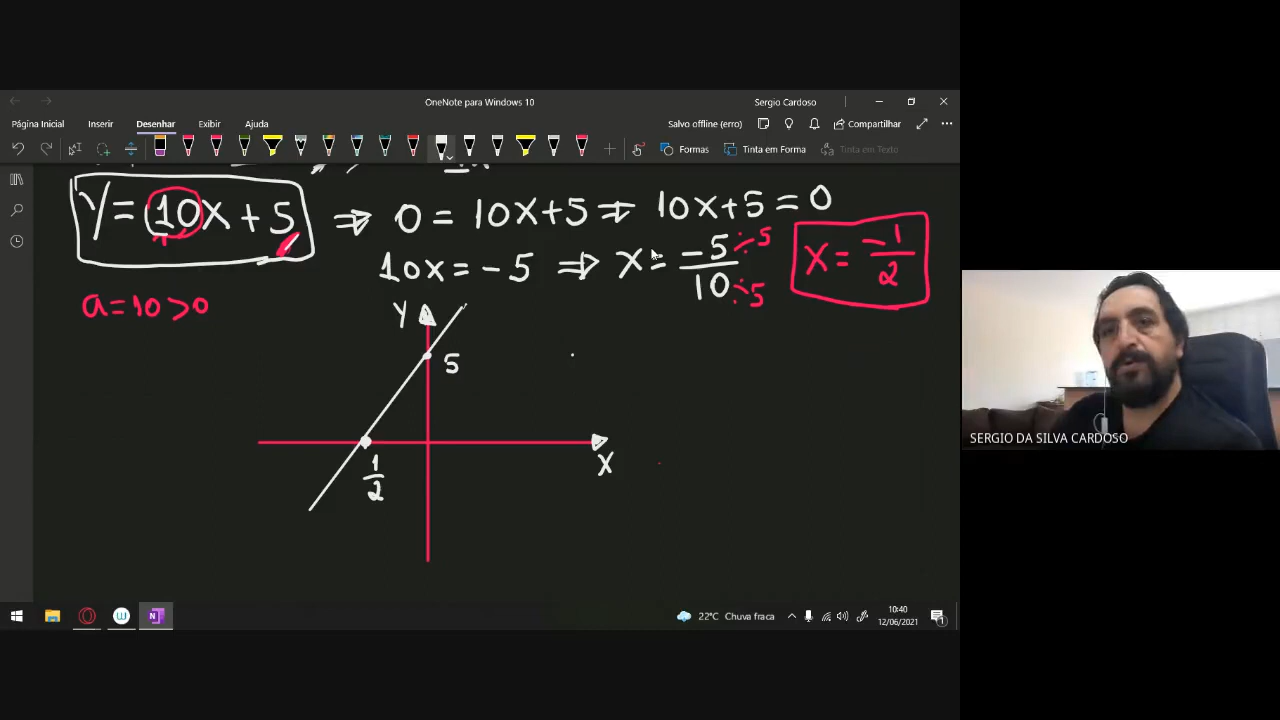 OneNote para Windows 10
Sergio Cardoso
Página Inicial Inserir Desenhar Exibir Ajuda
Salvo offline (erro) Compartilhar
Formas Tinta em Forma Tinta em Texto
Y = (10X + 5 ⇒ 0 = 10X+5 ⇒ 10X+5 = 0
10X = -5 ⇒ X = -5/10 ÷5 ÷5 X = -1/2
a = 10 > 0
Y
5
X
1/2
SERGIO DA SILVA CARDOSO
22°C Chuva fraca
10:40
12/06/2021
1